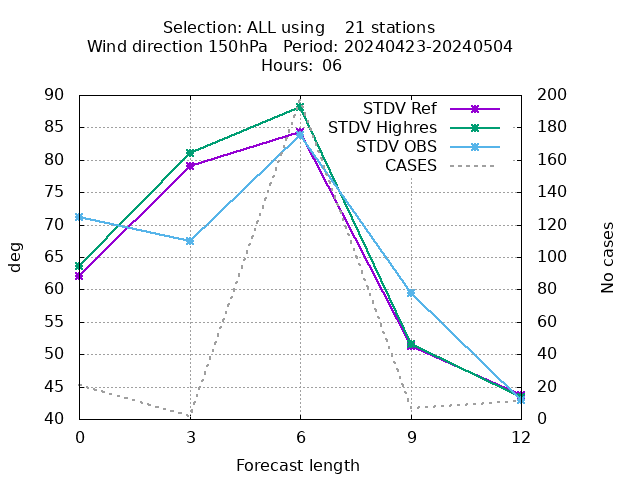 Selection: ALL using    21 stations
Wind direction 150hPa   Period: 20240423-20240504
Hours: 06
STDV Ref
STDV Highres
STDV OBS
CASES
deg
90
85
80
75
70
65
60
55
50
45
40
200
180
160
140
120
100
80
60
40
20
0
No cases
0 3 6 9 12
Forecast length